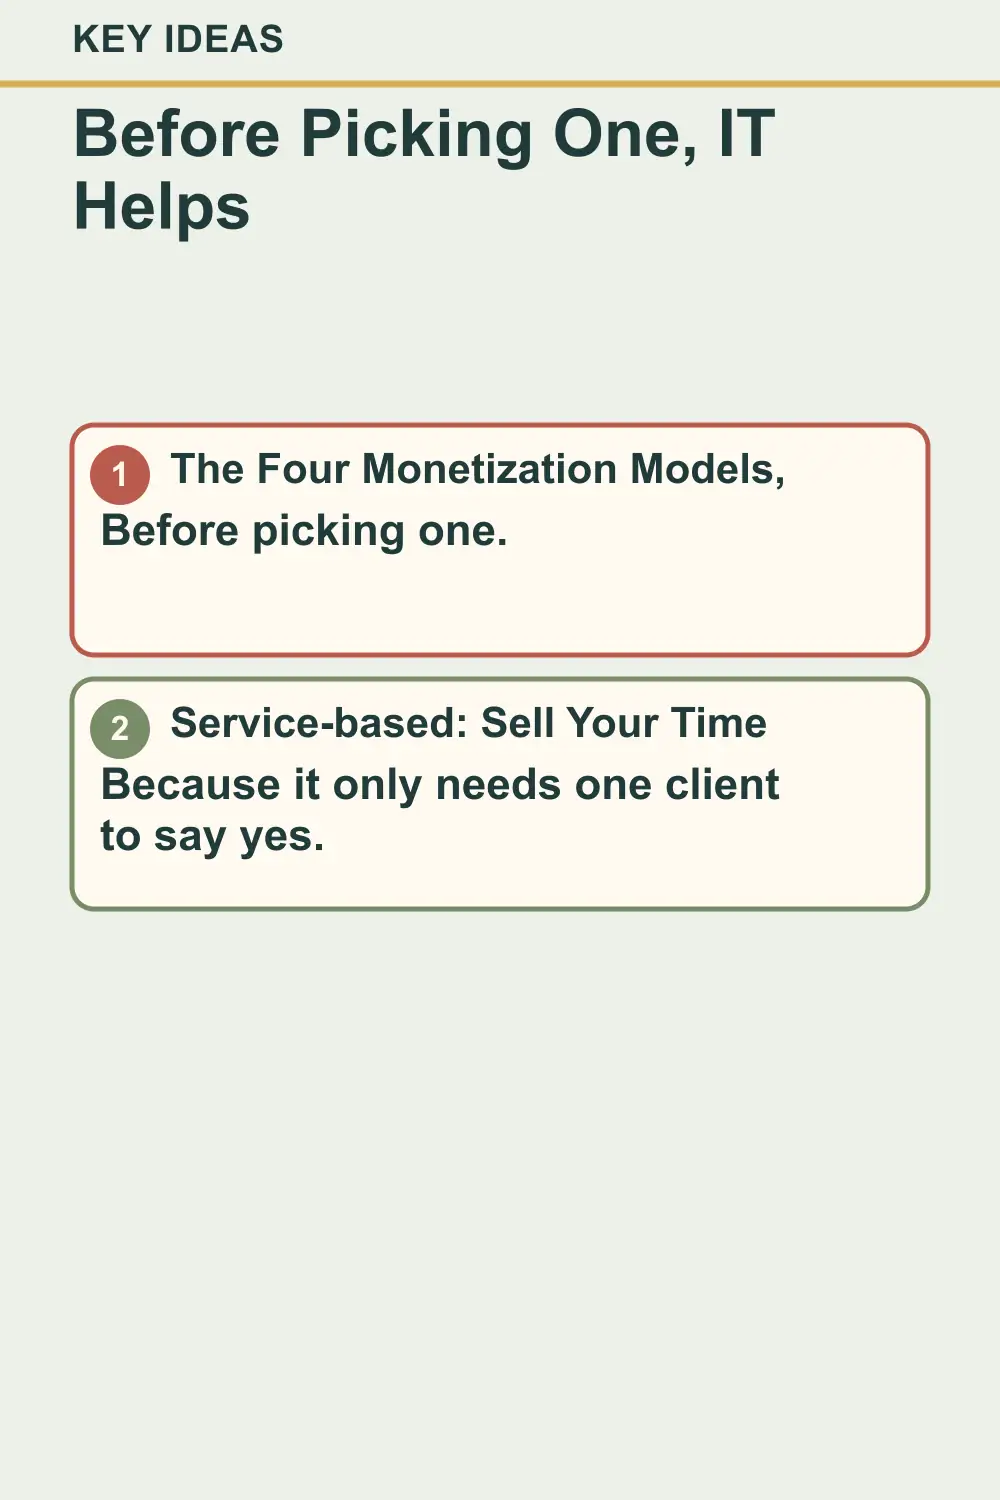 KEY IDEAS
Before Picking One, IT
Helps
1 The Four Monetization Models,
Before picking one.
2 Service-based: Sell Your Time
Because it only needs one client
to say yes.